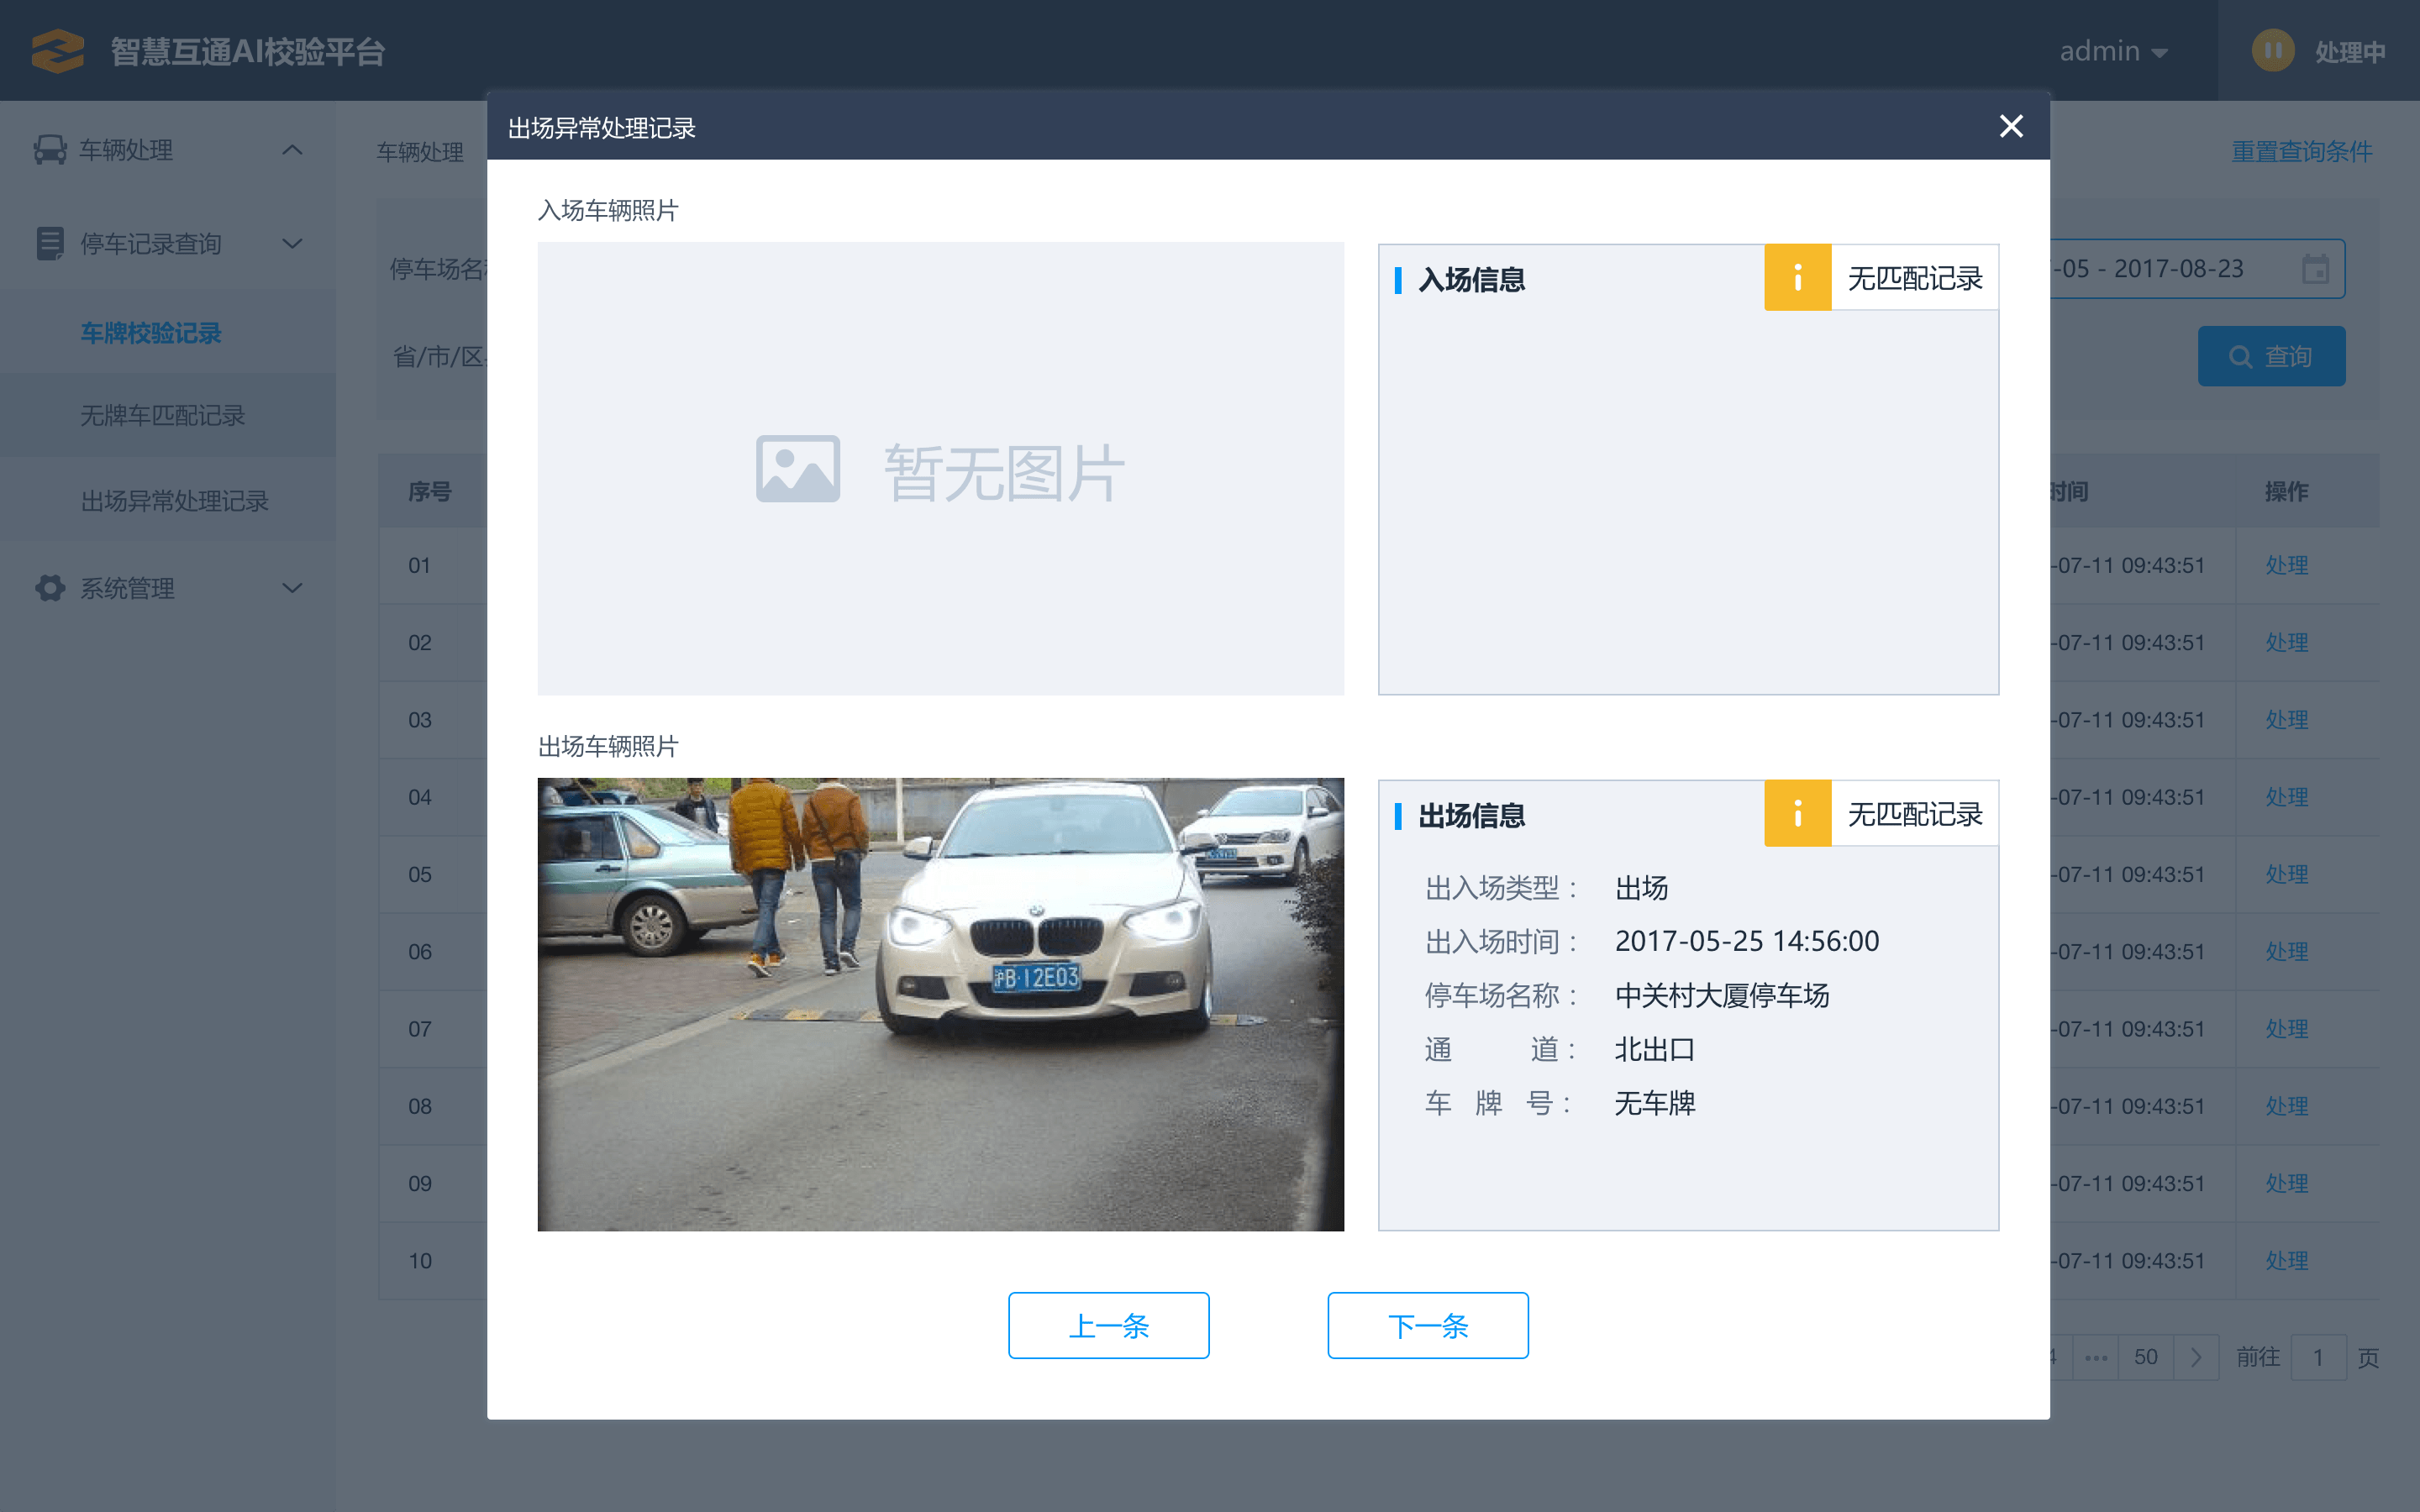 智慧互通AI校验平台
admin
处理中
车辆处理
停车记录查询
车牌校验记录
无牌车匹配记录
出场异常处理记录
系统管理
车辆处理
重置查询条件
停车场名
-05 - 2017-08-23
省/市/区
查询
序号
时间
操作
01
-07-11 09:43:51
处理
02
-07-11 09:43:51
处理
03
-07-11 09:43:51
处理
04
-07-11 09:43:51
处理
05
-07-11 09:43:51
处理
06
-07-11 09:43:51
处理
07
-07-11 09:43:51
处理
08
-07-11 09:43:51
处理
09
-07-11 09:43:51
处理
10
-07-11 09:43:51
处理
4
•••
50
前往
1
页
出场异常处理记录
入场车辆照片
暂无图片
入场信息
无匹配记录
出场车辆照片
沪B·12E03
出场信息
无匹配记录
出入场类型： 出场
出入场时间： 2017-05-25 14:56:00
停车场名称： 中关村大厦停车场
通 道： 北出口
车 牌 号： 无车牌
上一条
下一条